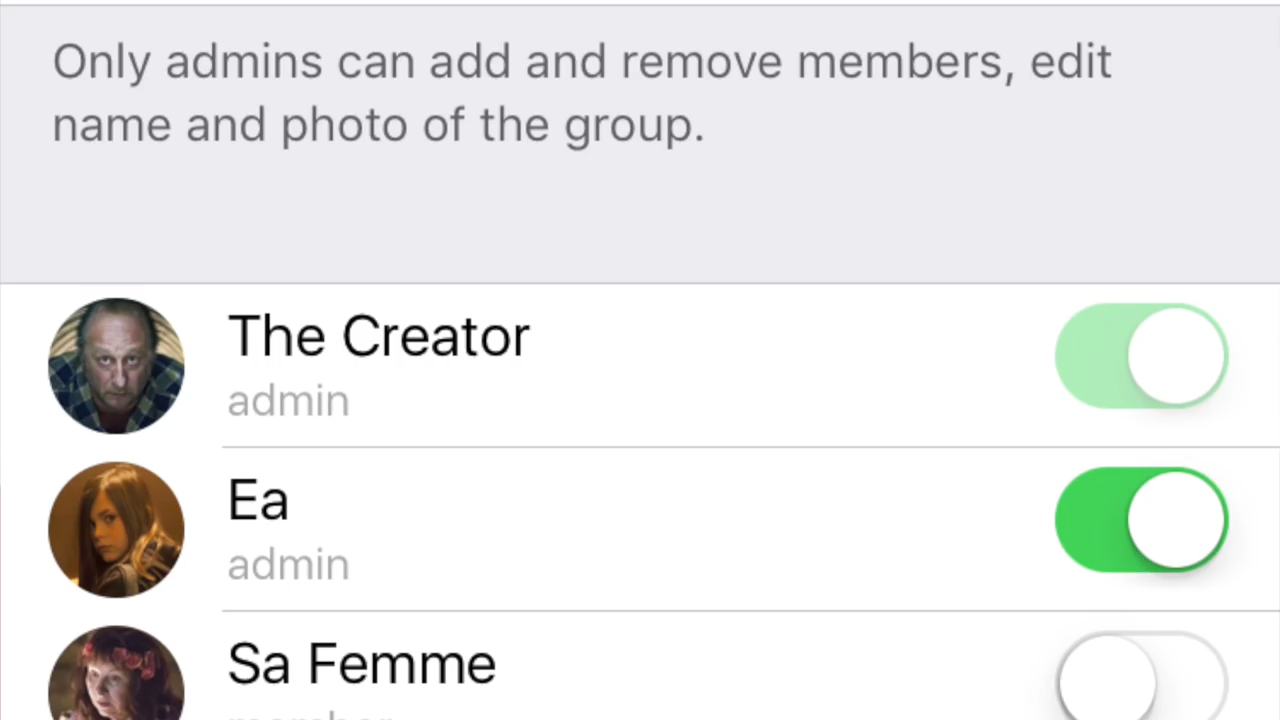 Only admins can add and remove members, edit
name and photo of the group.
The Creator
admin
Ea
admin
Sa Femme
member